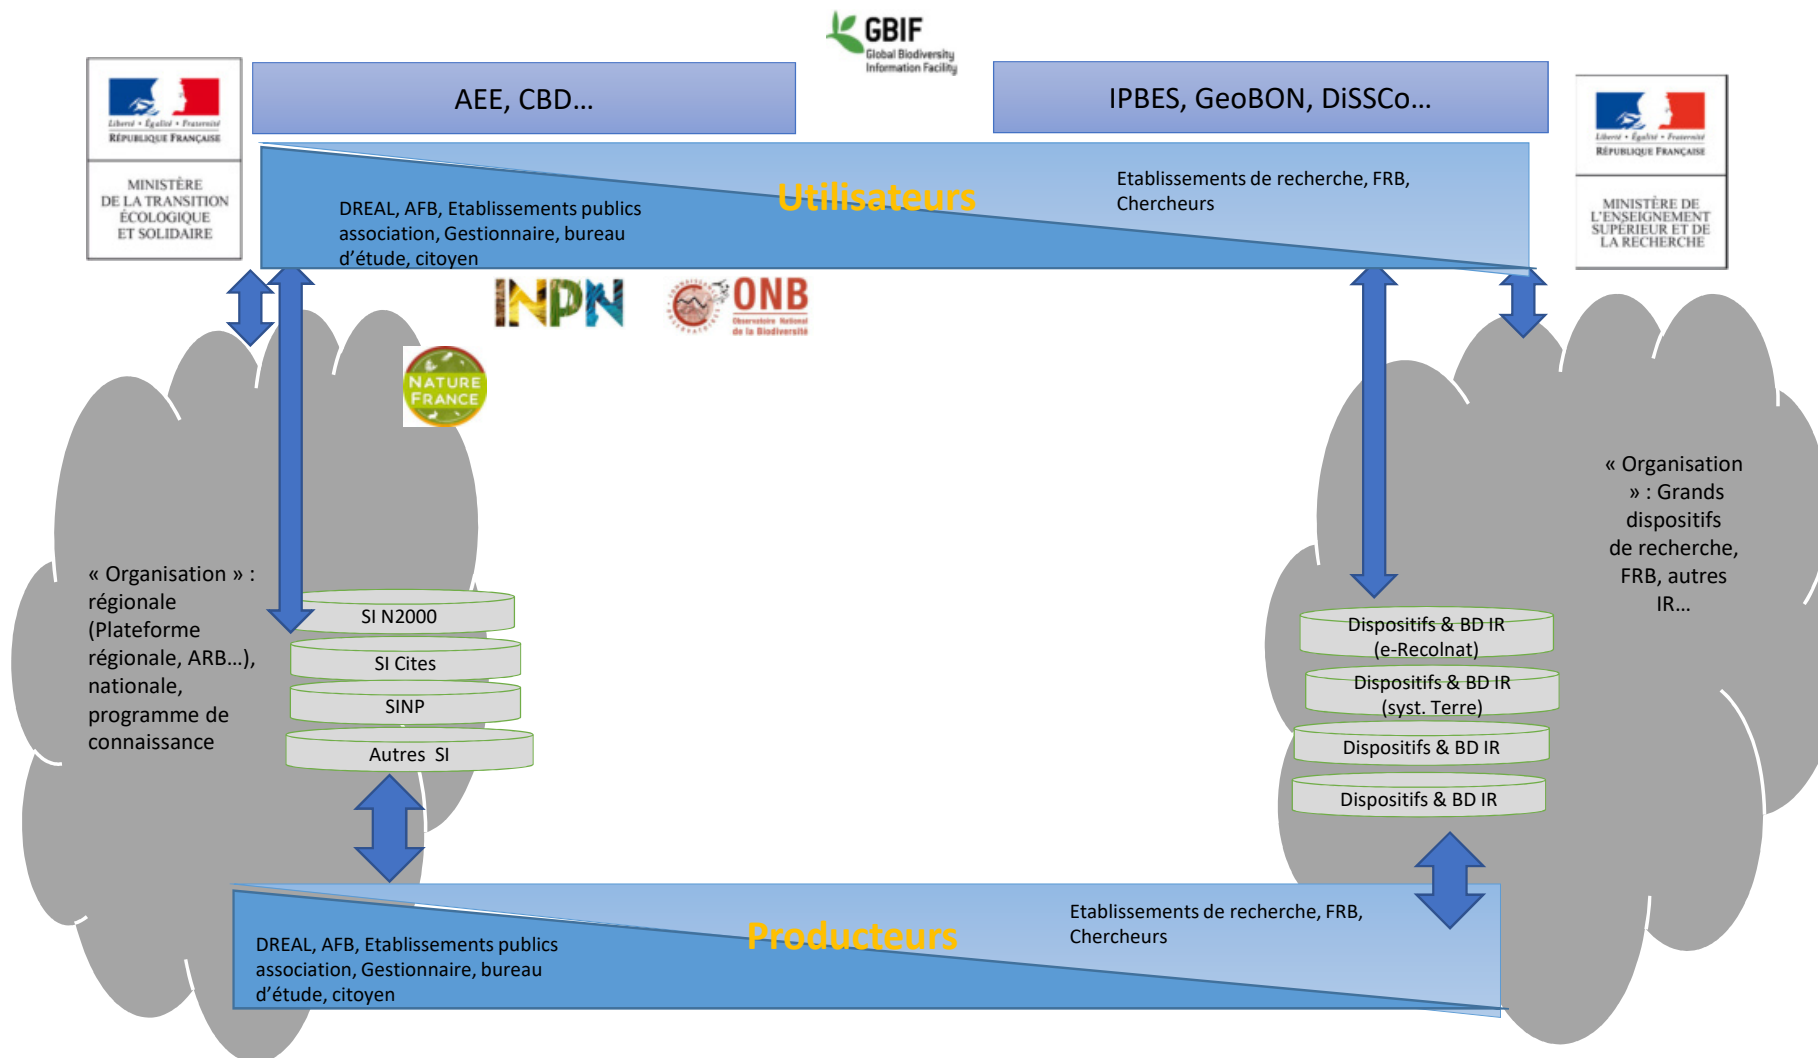 GBIF
Global Biodiversity
Information Facility
AEE, CBD…
IPBES, GeoBON, DiSSCo…
Liberté • Égalité • Fraternité
RÉPUBLIQUE FRANÇAISE
MINISTÈRE
DE LA TRANSITION
ÉCOLOGIQUE
ET SOLIDAIRE
Liberté • Égalité • Fraternité
RÉPUBLIQUE FRANÇAISE
MINISTÈRE DE
L'ENSEIGNEMENT
SUPÉRIEUR ET DE
LA RECHERCHE
Utilisateurs
DREAL, AFB, Etablissements publics
association, Gestionnaire, bureau
d’étude, citoyen
Etablissements de recherche, FRB,
Chercheurs
INPN
ONB
Observatoire National
de la Biodiversité
NATURE
FRANCE
« Organisation » :
régionale
(Plateforme
régionale, ARB…),
nationale,
programme de
connaissance
SI N2000
SI Cites
SINP
Autres SI
« Organisation
» : Grands
dispositifs
de recherche,
FRB, autres
IR…
Dispositifs & BD IR
(e-Recolnat)
Dispositifs & BD IR
(syst. Terre)
Dispositifs & BD IR
Dispositifs & BD IR
Producteurs
DREAL, AFB, Etablissements publics
association, Gestionnaire, bureau
d’étude, citoyen
Etablissements de recherche, FRB,
Chercheurs